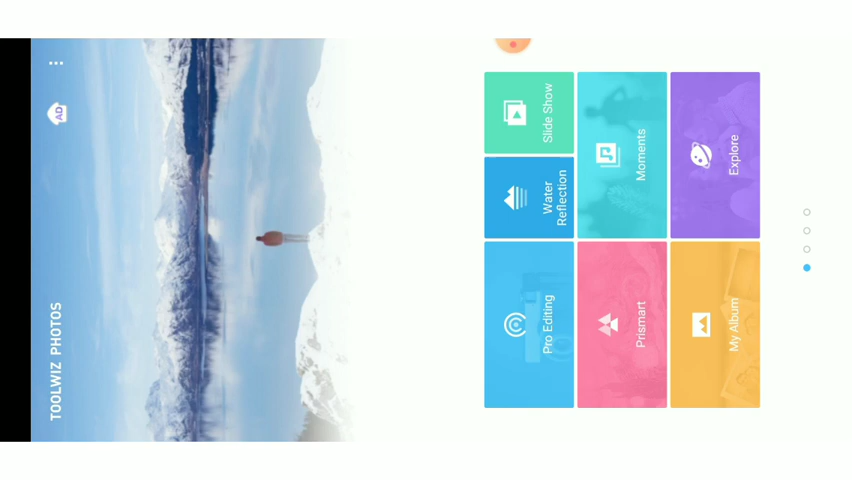 TOOLWIZ PHOTOS
AD
Pro Editing
Water
Reflection
Slide Show
Prismart
Moments
My Album
Explore